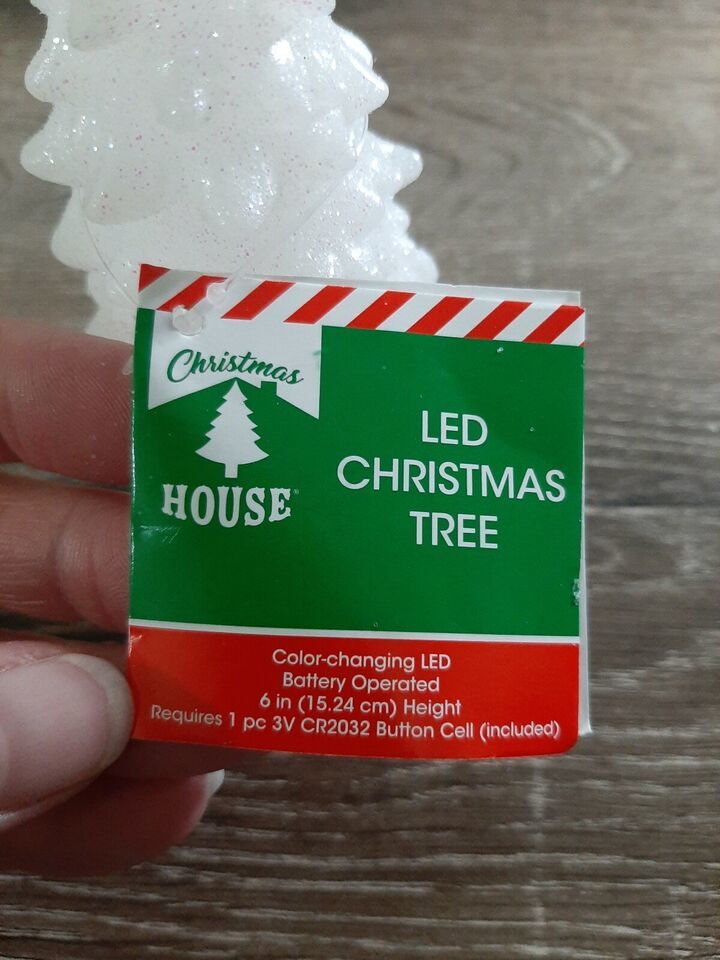 Christmas
HOUSE®
LED
CHRISTMAS
TREE
Color-changing LED
Battery Operated
6 in (15.24 cm) Height
Requires 1 pc 3V CR2032 Button Cell (included)